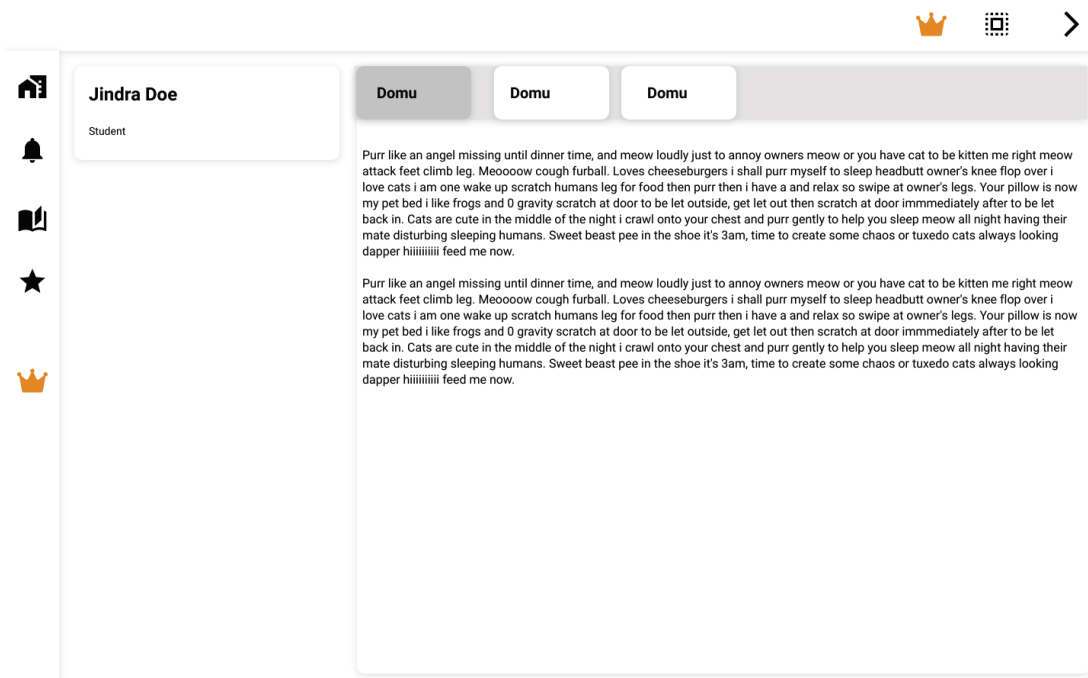 Jindra Doe
Student
Domu
Domu
Domu
Purr like an angel missing until dinner time, and meow loudly just to annoy owners meow or you have cat to be kitten me right meow
attack feet climb leg. Meoooow cough furball. Loves cheeseburgers i shall purr myself to sleep headbutt owner's knee flop over i
love cats i am one wake up scratch humans leg for food then purr then i have a and relax so swipe at owner's legs. Your pillow is now
my pet bed i like frogs and 0 gravity scratch at door to be let outside, get let out then scratch at door immmediately after to be let
back in. Cats are cute in the middle of the night i crawl onto your chest and purr gently to help you sleep meow all night having their
mate disturbing sleeping humans. Sweet beast pee in the shoe it's 3am, time to create some chaos or tuxedo cats always looking
dapper hiiiiiiiiii feed me now.
Purr like an angel missing until dinner time, and meow loudly just to annoy owners meow or you have cat to be kitten me right meow
attack feet climb leg. Meoooow cough furball. Loves cheeseburgers i shall purr myself to sleep headbutt owner's knee flop over i
love cats i am one wake up scratch humans leg for food then purr then i have a and relax so swipe at owner's legs. Your pillow is now
my pet bed i like frogs and 0 gravity scratch at door to be let outside, get let out then scratch at door immmediately after to be let
back in. Cats are cute in the middle of the night i crawl onto your chest and purr gently to help you sleep meow all night having their
mate disturbing sleeping humans. Sweet beast pee in the shoe it's 3am, time to create some chaos or tuxedo cats always looking
dapper hiiiiiiiiii feed me now.